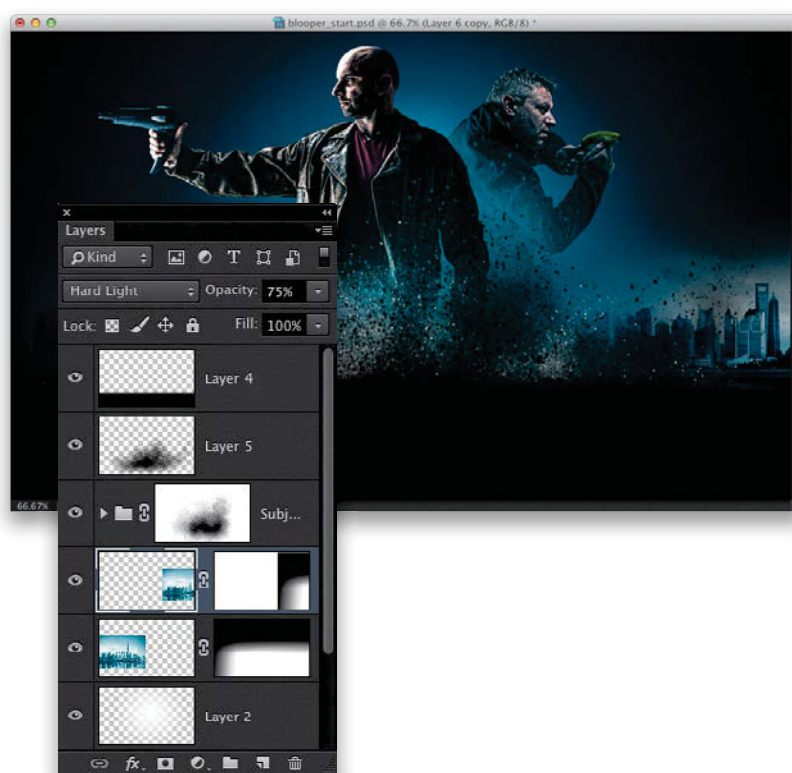 blooper_start.psd @ 66.7% (Layer 6 copy, RGB/8) *
Layers
Kind
Hard Light Opacity: 75%
Lock: Fill: 100%
Layer 4
Layer 5
Subj...
Layer 2
fx
66.67%